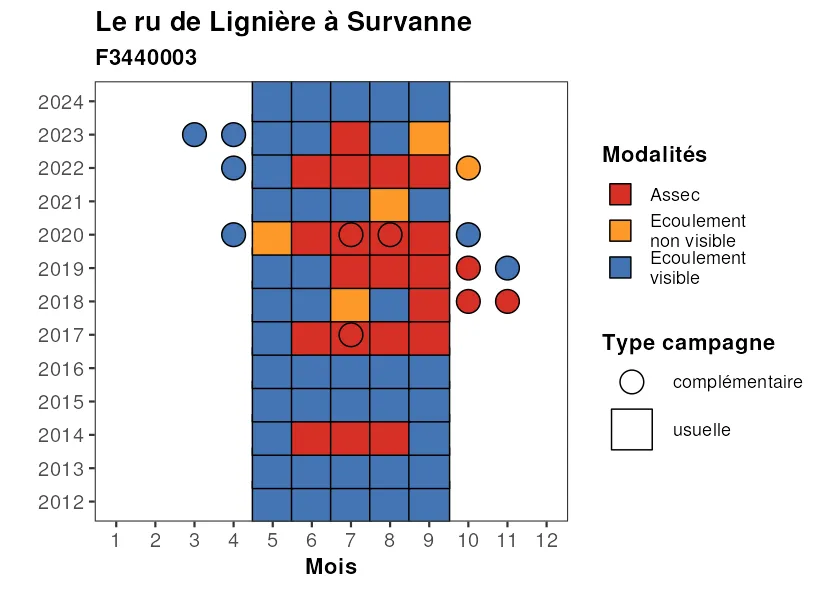 Le ru de Lignière à Survanne
F3440003
2024
2023
2022
2021
2020
2019
2018
2017
2016
2015
2014
2013
2012
1 2 3 4 5 6 7 8 9 10 11 12
Mois
Modalités
Assec
Ecoulement
non visible
Ecoulement
visible
Type campagne
complémentaire
usuelle